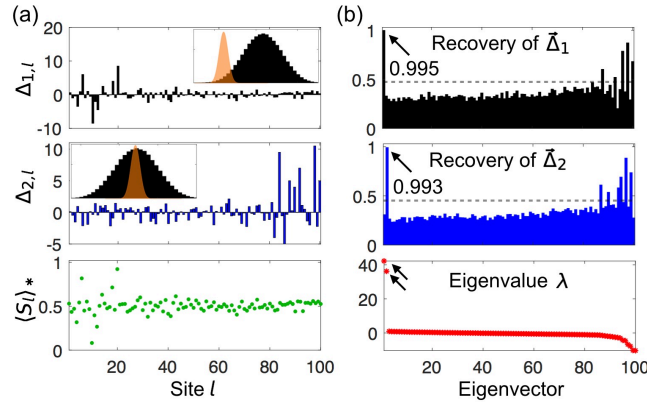 (a)
20
10
0
-10
Δ1,l
10
5
0
-5
Δ2,l
1
0.5
0
⟨Sl⟩*
20 40 60 80 100
Site l
(b)
1
0.5
0
Recovery of Δ⃗1
0.995
1
0.5
0
Recovery of Δ⃗2
0.993
40
20
0
Eigenvalue λ
20 40 60 80 100
Eigenvector